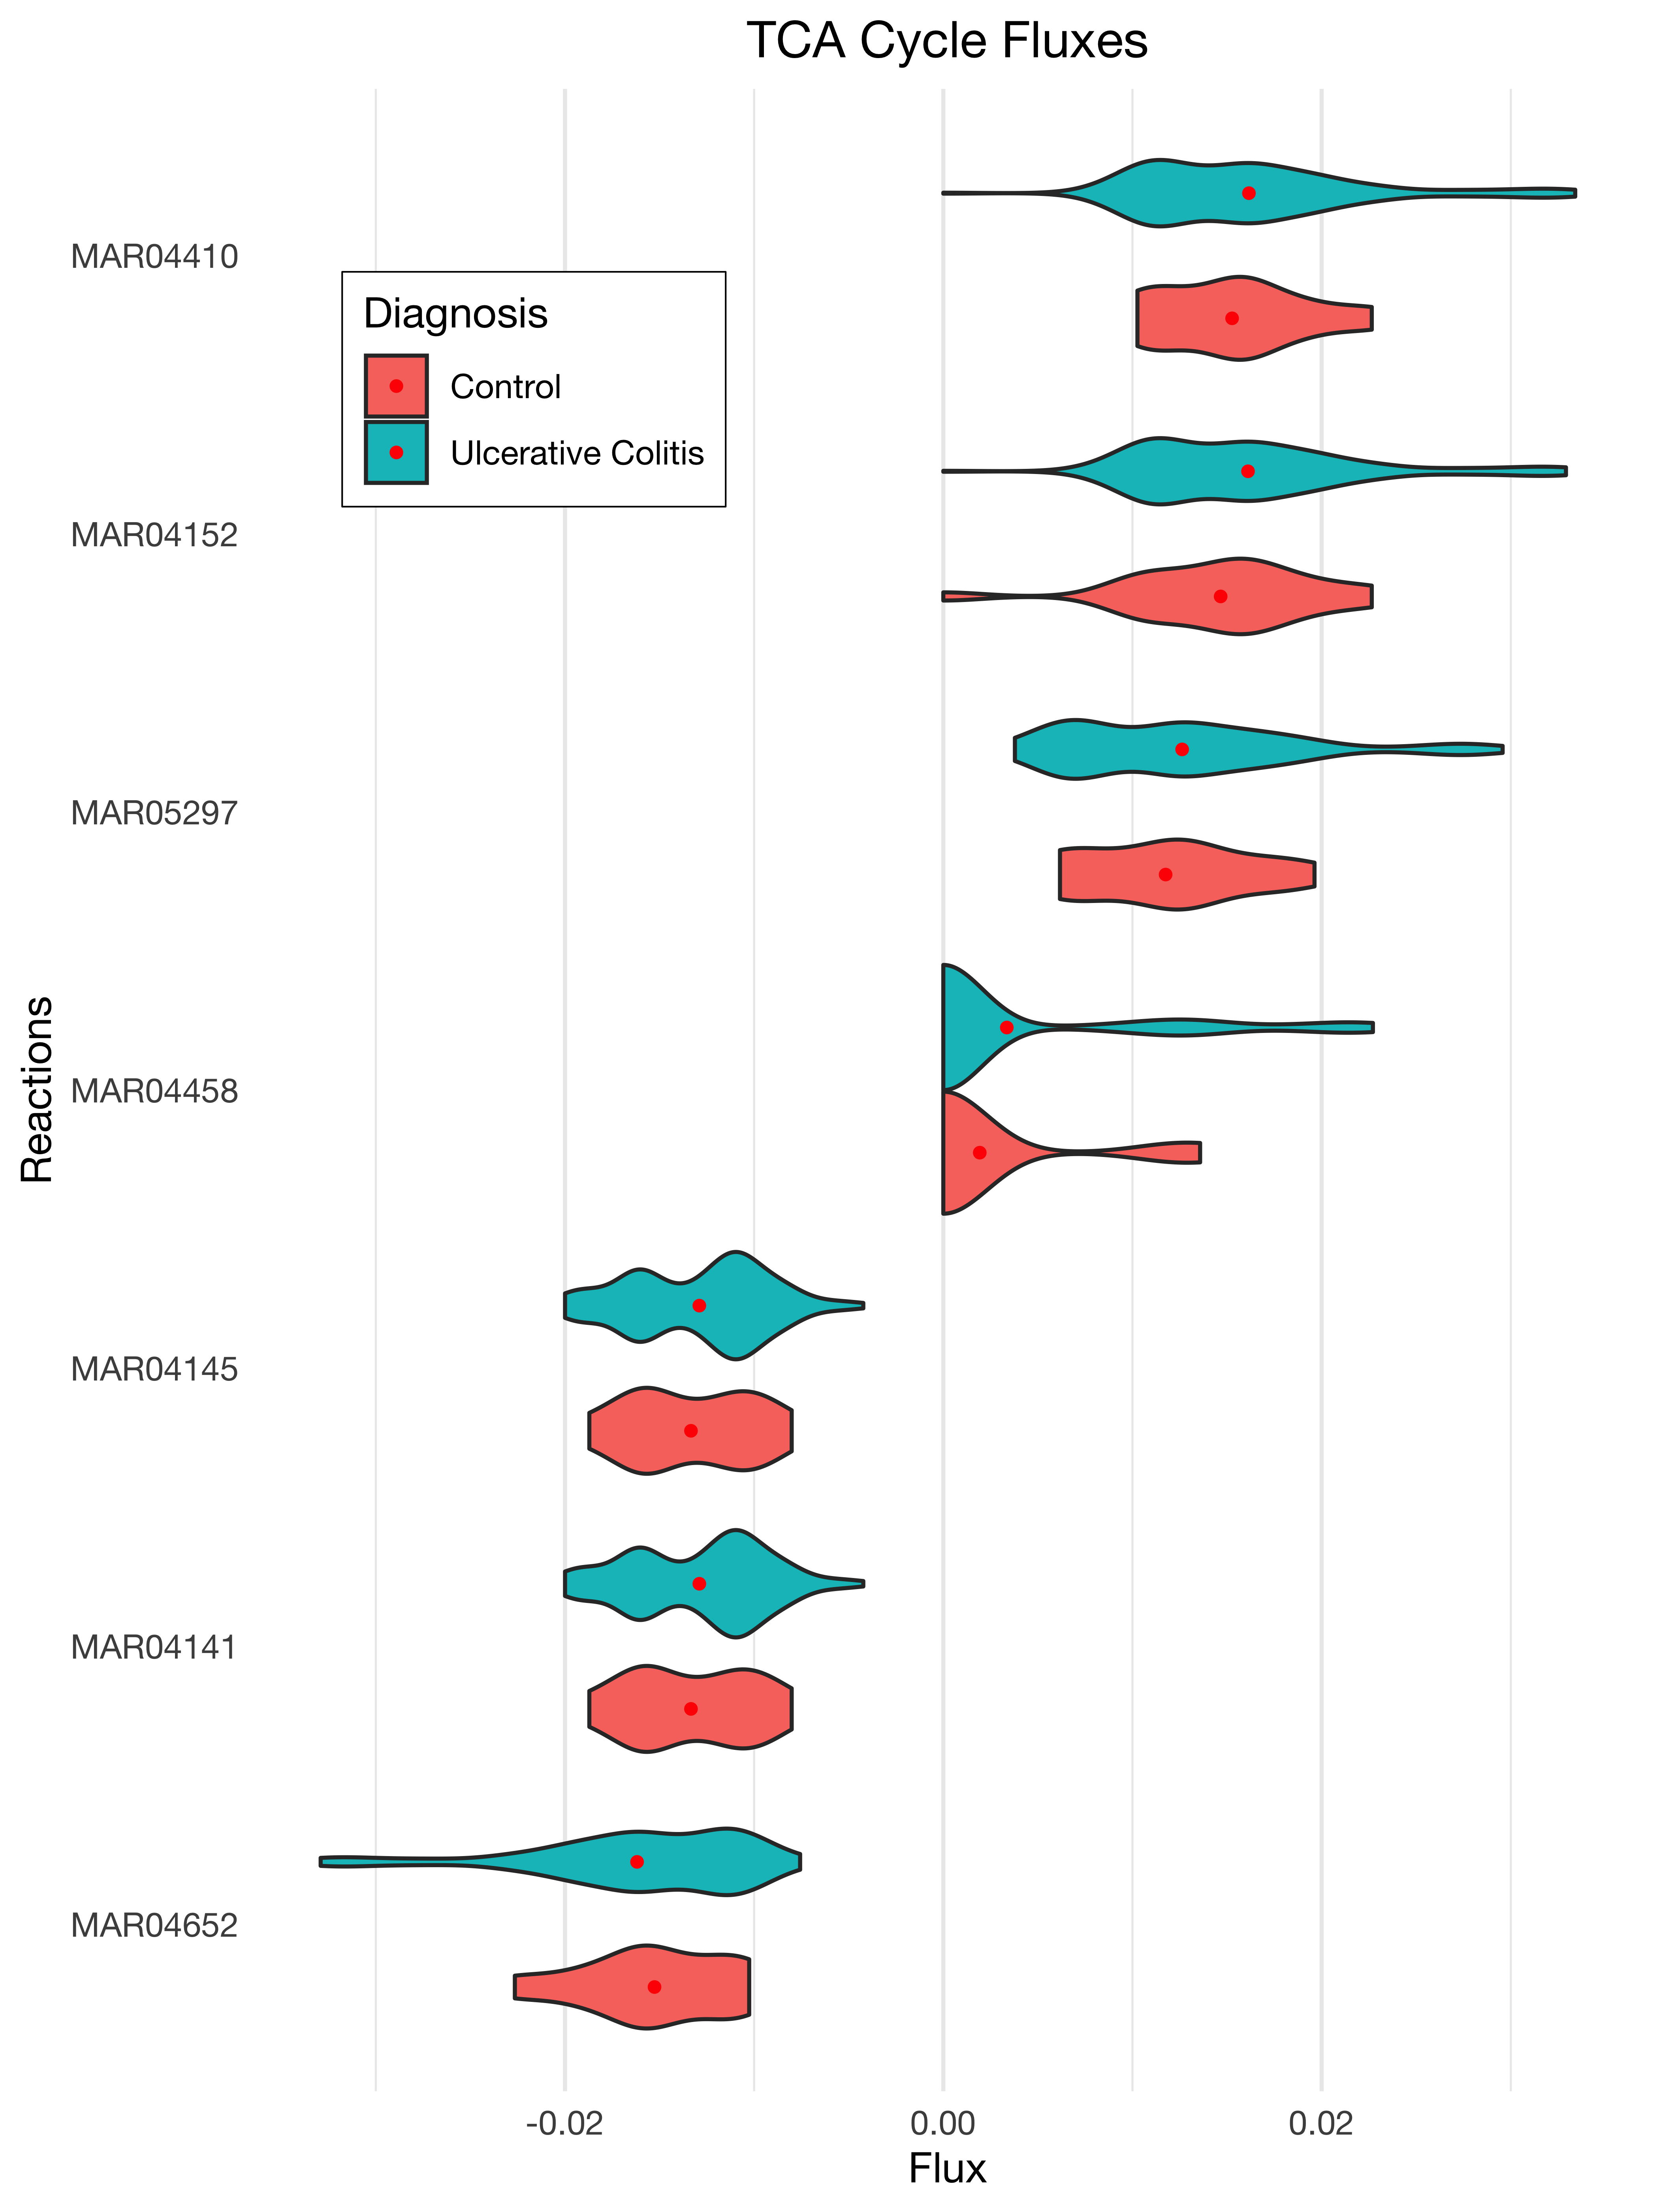 TCA Cycle Fluxes
MAR04410
Diagnosis
Control
Ulcerative Colitis
MAR04152
MAR05297
Reactions
MAR04458
MAR04145
MAR04141
MAR04652
-0.02 0.00 0.02
Flux